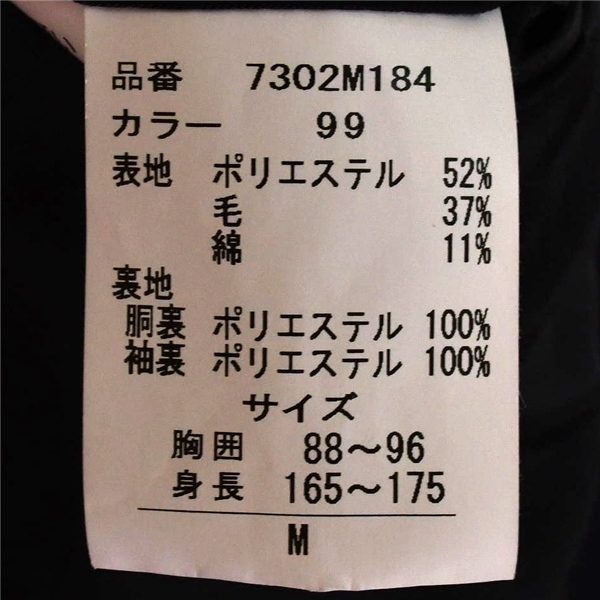 品番 7302M184
カラー 99
表地 ポリエステル 52%
毛 37%
綿 11%
裏地
胴裏 ポリエステル 100%
袖裏 ポリエステル 100%
サイズ
胸囲 88～96
身長 165～175
M